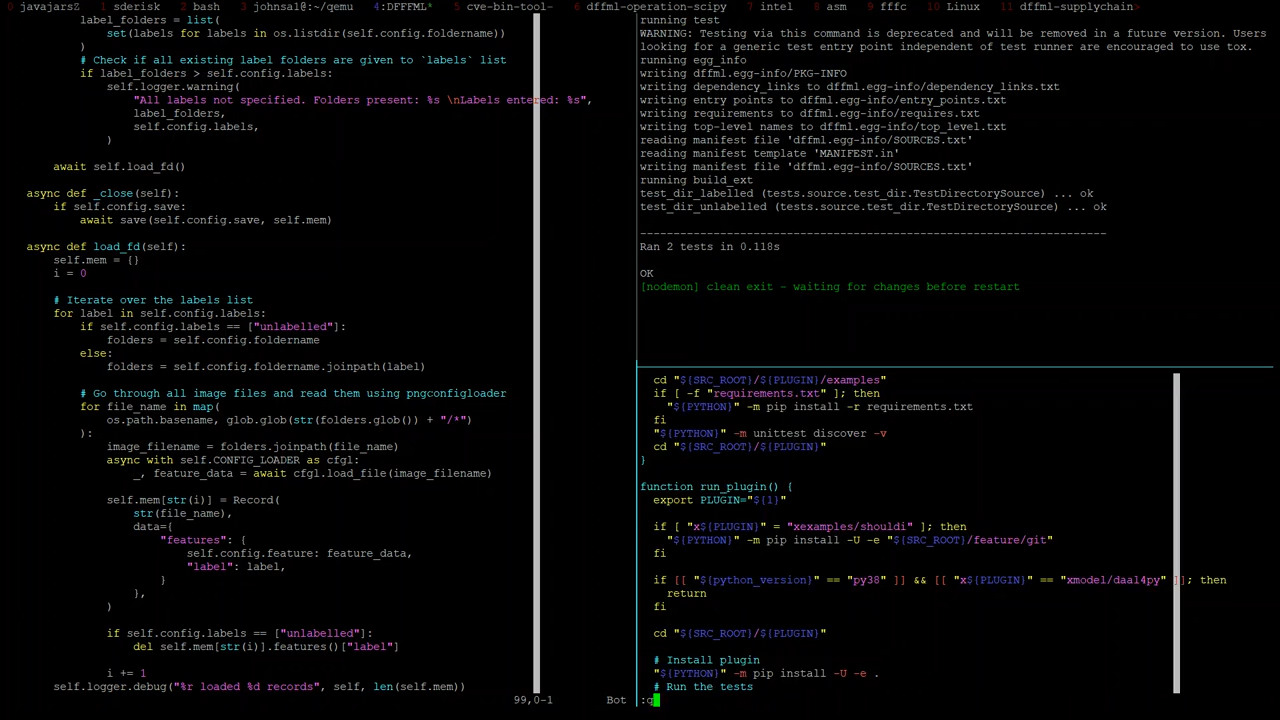 0 javajarsZ  1 sderisk  2 bash  3 johnsal@:~/qemu  4:DFFFML*  5 cve-bin-tool-  6 dffml-operation-scipy  7 intel  8 asm  9 fffc  10 Linux  11 dffml-supplychain>
label_folders = list(
set(labels for labels in os.listdir(self.config.foldername))
)
# Check if all existing label folders are given to `labels` list
if label_folders > self.config.labels:
self.logger.warning(
"All labels not specified. Folders present: %s \nLabels entered: %s",
label_folders,
self.config.labels,
)
await self.load_fd()
async def _close(self):
if self.config.save:
await save(self.config.save, self.mem)
async def load_fd(self):
self.mem = {}
i = 0
# Iterate over the labels list
for label in self.config.labels:
if self.config.labels == ["unlabelled"]:
folders = self.config.foldername
else:
folders = self.config.foldername.joinpath(label)
# Go through all image files and read them using pngconfigloader
for file_name in map(
os.path.basename, glob.glob(str(folders.glob()) + "/*")
):
image_filename = folders.joinpath(file_name)
async with self.CONFIG_LOADER as cfgl:
_, feature_data = await cfgl.load_file(image_filename)
self.mem[str(i)] = Record(
str(file_name),
data={
"features": {
self.config.feature: feature_data,
"label": label,
}
},
)
if self.config.labels == ["unlabelled"]:
del self.mem[str(i)].features()["label"]
i += 1
self.logger.debug("%r loaded %d records", self, len(self.mem))
99,0-1 Bot
running test
WARNING: Testing via this command is deprecated and will be removed in a future version. Users
looking for a generic test entry point independent of test runner are encouraged to use tox.
running egg_info
writing dffml.egg-info/PKG-INFO
writing dependency_links to dffml.egg-info/dependency_links.txt
writing entry points to dffml.egg-info/entry_points.txt
writing requirements to dffml.egg-info/requires.txt
writing top-level names to dffml.egg-info/top_level.txt
reading manifest file 'dffml.egg-info/SOURCES.txt'
reading manifest template 'MANIFEST.in'
writing manifest file 'dffml.egg-info/SOURCES.txt'
running build_ext
test_dir_labelled (tests.source.test_dir.TestDirectorySource) ... ok
test_dir_unlabelled (tests.source.test_dir.TestDirectorySource) ... ok
----------------------------------------------------------------------
Ran 2 tests in 0.118s
OK
[nodemon] clean exit - waiting for changes before restart
cd "${SRC_ROOT}/${PLUGIN}/examples"
if [ -f "requirements.txt" ]; then
"${PYTHON}" -m pip install -r requirements.txt
fi
"${PYTHON}" -m unittest discover -v
cd "${SRC_ROOT}/${PLUGIN}"
}
function run_plugin() {
export PLUGIN="${1}"
if [ "x${PLUGIN}" = "xexamples/shouldi" ]; then
"${PYTHON}" -m pip install -U -e "${SRC_ROOT}/feature/git"
fi
if [[ "${python_version}" == "py38" ]] && [[ "x${PLUGIN}" == "xmodel/daal4py" ]]; then
return
fi
cd "${SRC_ROOT}/${PLUGIN}"
# Install plugin
"${PYTHON}" -m pip install -U -e .
# Run the tests
:q